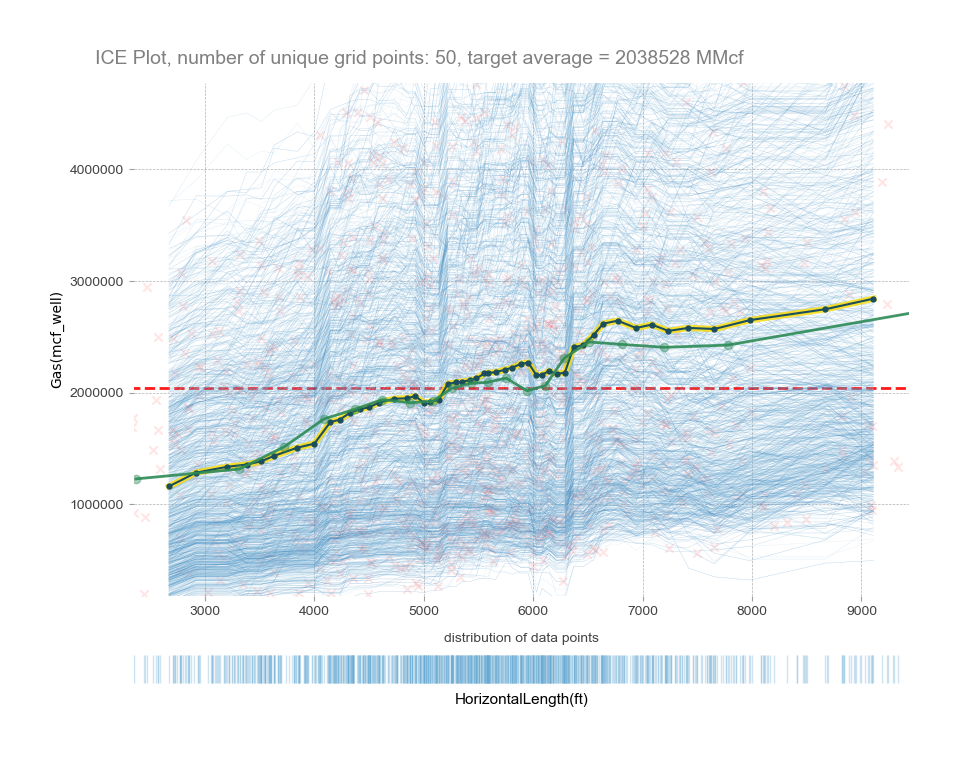 ICE Plot, number of unique grid points: 50, target average = 2038528 MMcf
Gas(mcf_well)
4000000
3000000
2000000
1000000
3000 4000 5000 6000 7000 8000 9000
distribution of data points
HorizontalLength(ft)